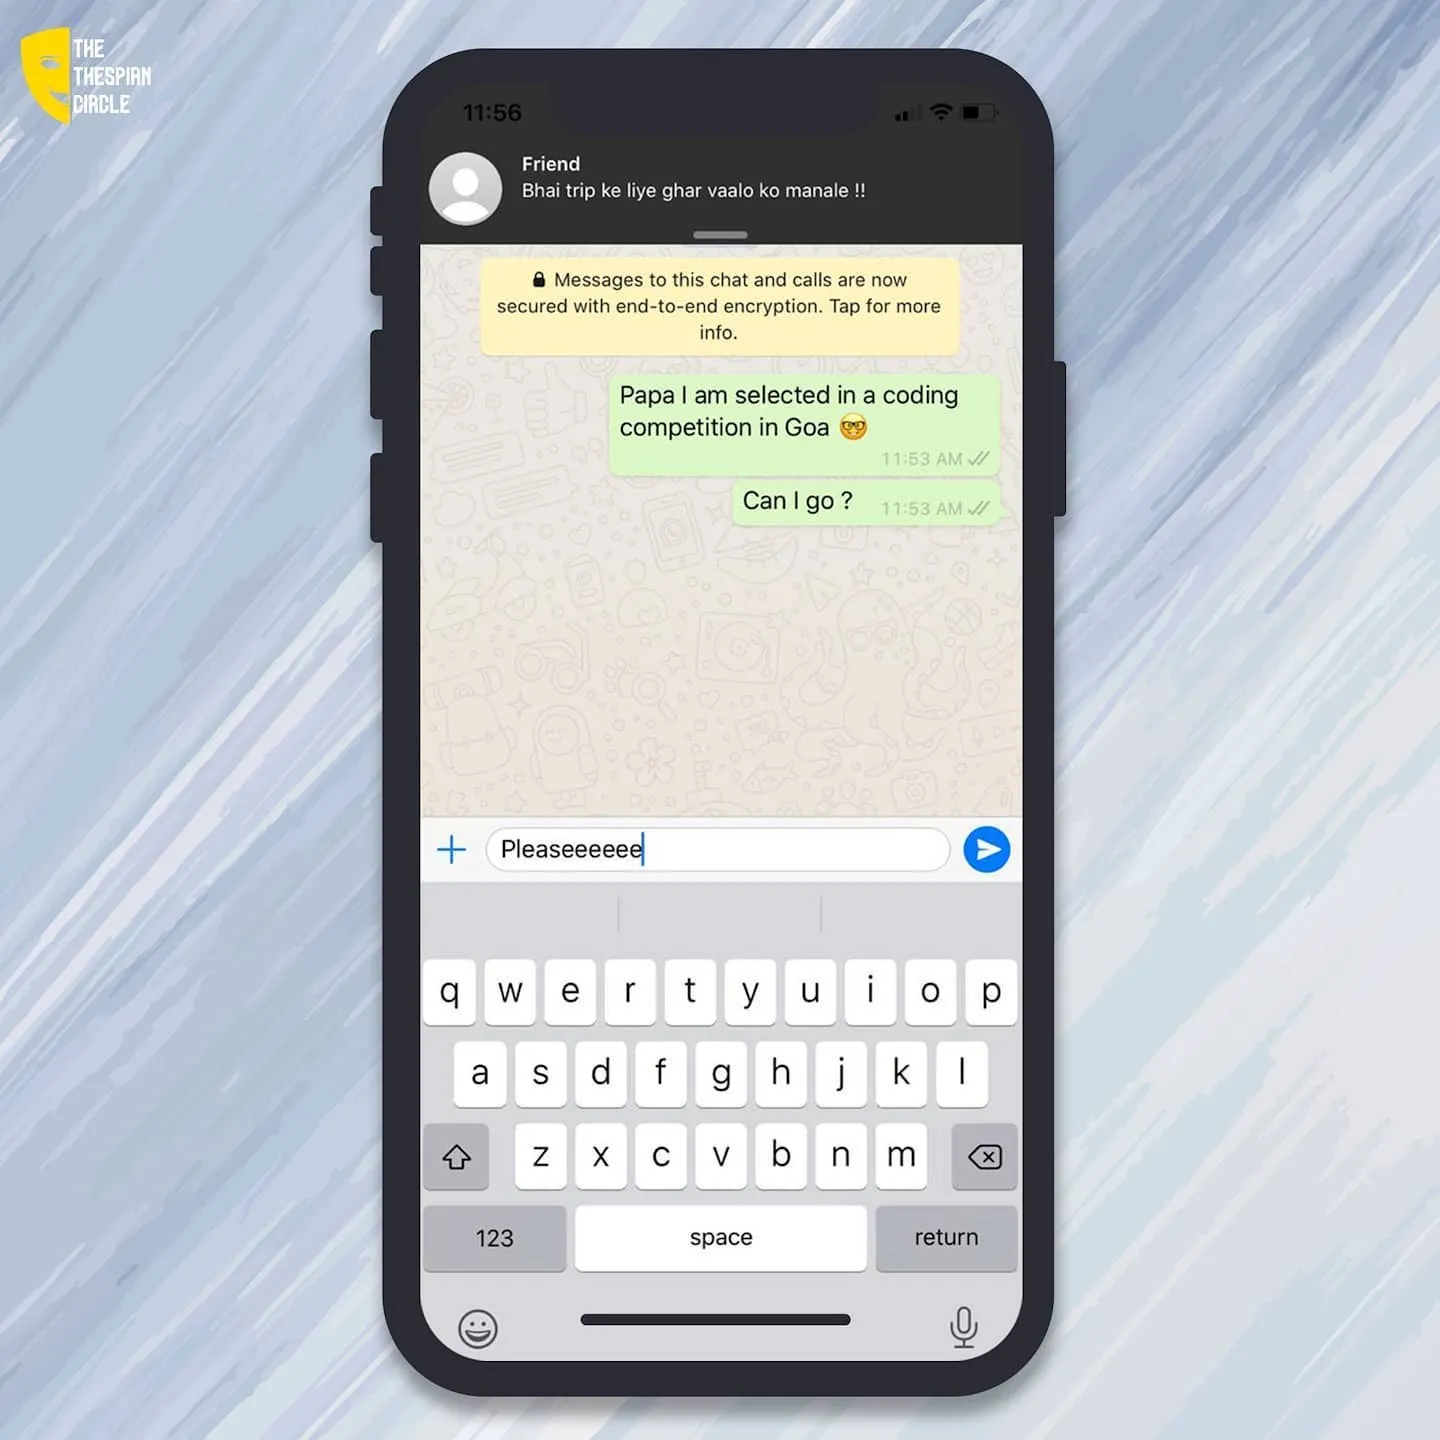 THE
THESPIAN
CIRCLE
11:56
Friend
Bhai trip ke liye ghar vaalo ko manale !!
Messages to this chat and calls are now
secured with end-to-end encryption. Tap for more
info.
Papa I am selected in a coding
competition in Goa 🤓
11:53 AM
Can I go ? 11:53 AM
Pleaseeeeee
q w e r t y u i o p
a s d f g h j k l
z x c v b n m
123 space return